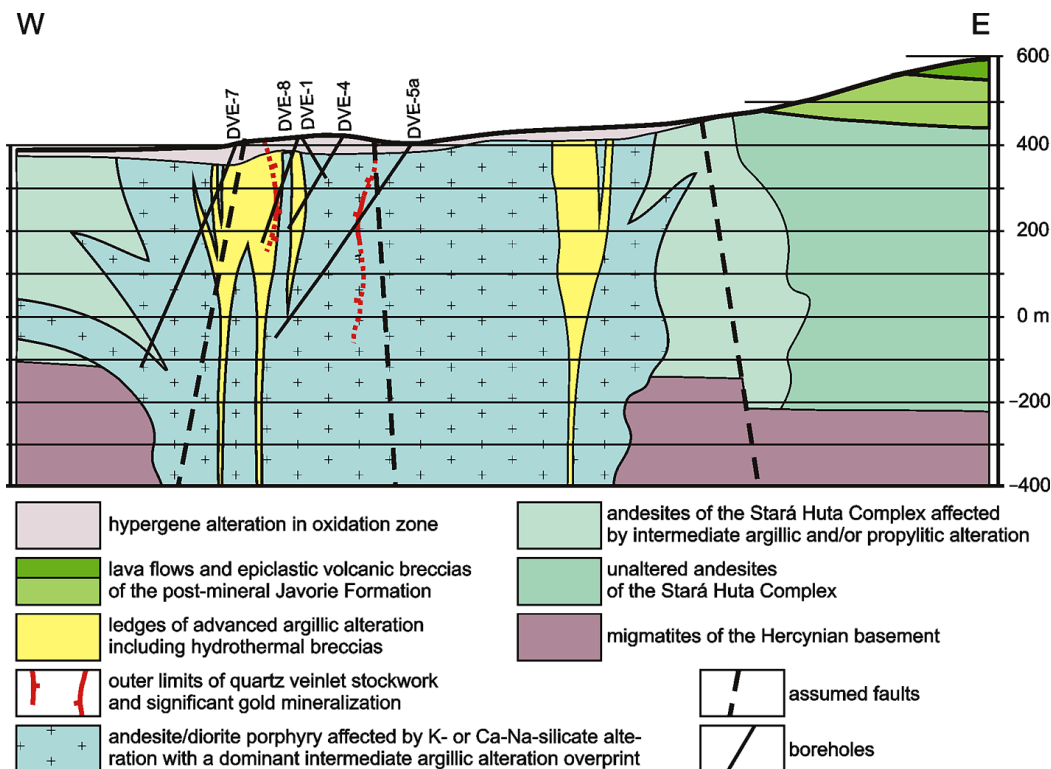 W
E
DVE-7
DVE-8
DVE-1
DVE-4
DVE-5a
600
400
200
0 m
-200
-400
hypergene alteration in oxidation zone
lava flows and epiclastic volcanic breccias
of the post-mineral Javorie Formation
ledges of advanced argillic alteration
including hydrothermal breccias
outer limits of quartz veinlet stockwork
and significant gold mineralization
andesite/diorite porphyry affected by K- or Ca-Na-silicate alte-
ration with a dominant intermediate argillic alteration overprint
andesites of the Stará Huta Complex affected
by intermediate argillic and/or propylitic alteration
unaltered andesites
of the Stará Huta Complex
migmatites of the Hercynian basement
assumed faults
boreholes